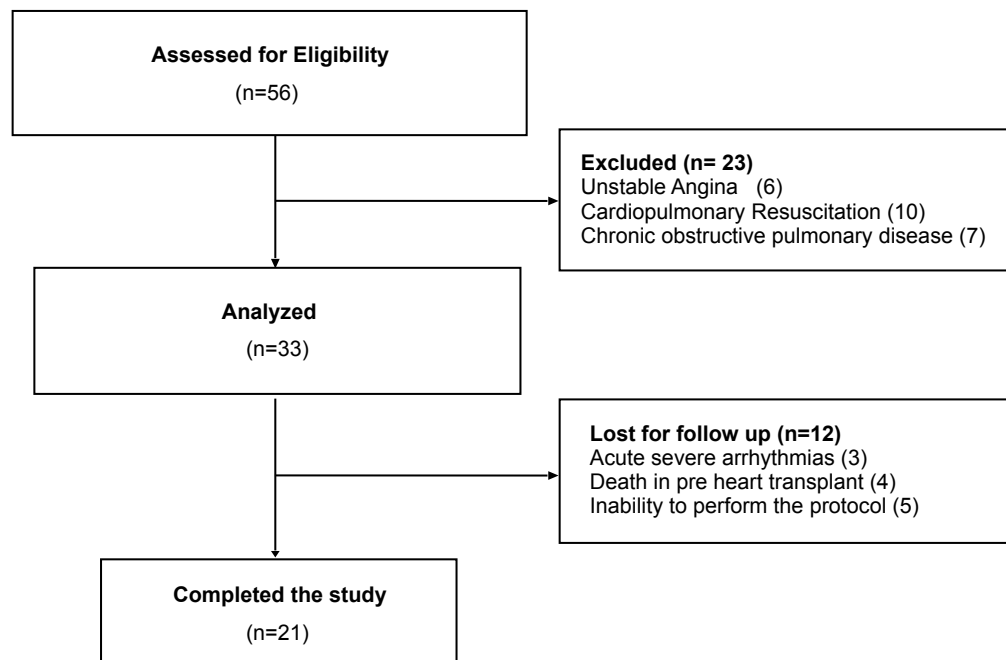 Assessed for Eligibility
(n=56)
Excluded (n= 23)
Unstable Angina (6)
Cardiopulmonary Resuscitation (10)
Chronic obstructive pulmonary disease (7)
Analyzed
(n=33)
Lost for follow up (n=12)
Acute severe arrhythmias (3)
Death in pre heart transplant (4)
Inability to perform the protocol (5)
Completed the study
(n=21)